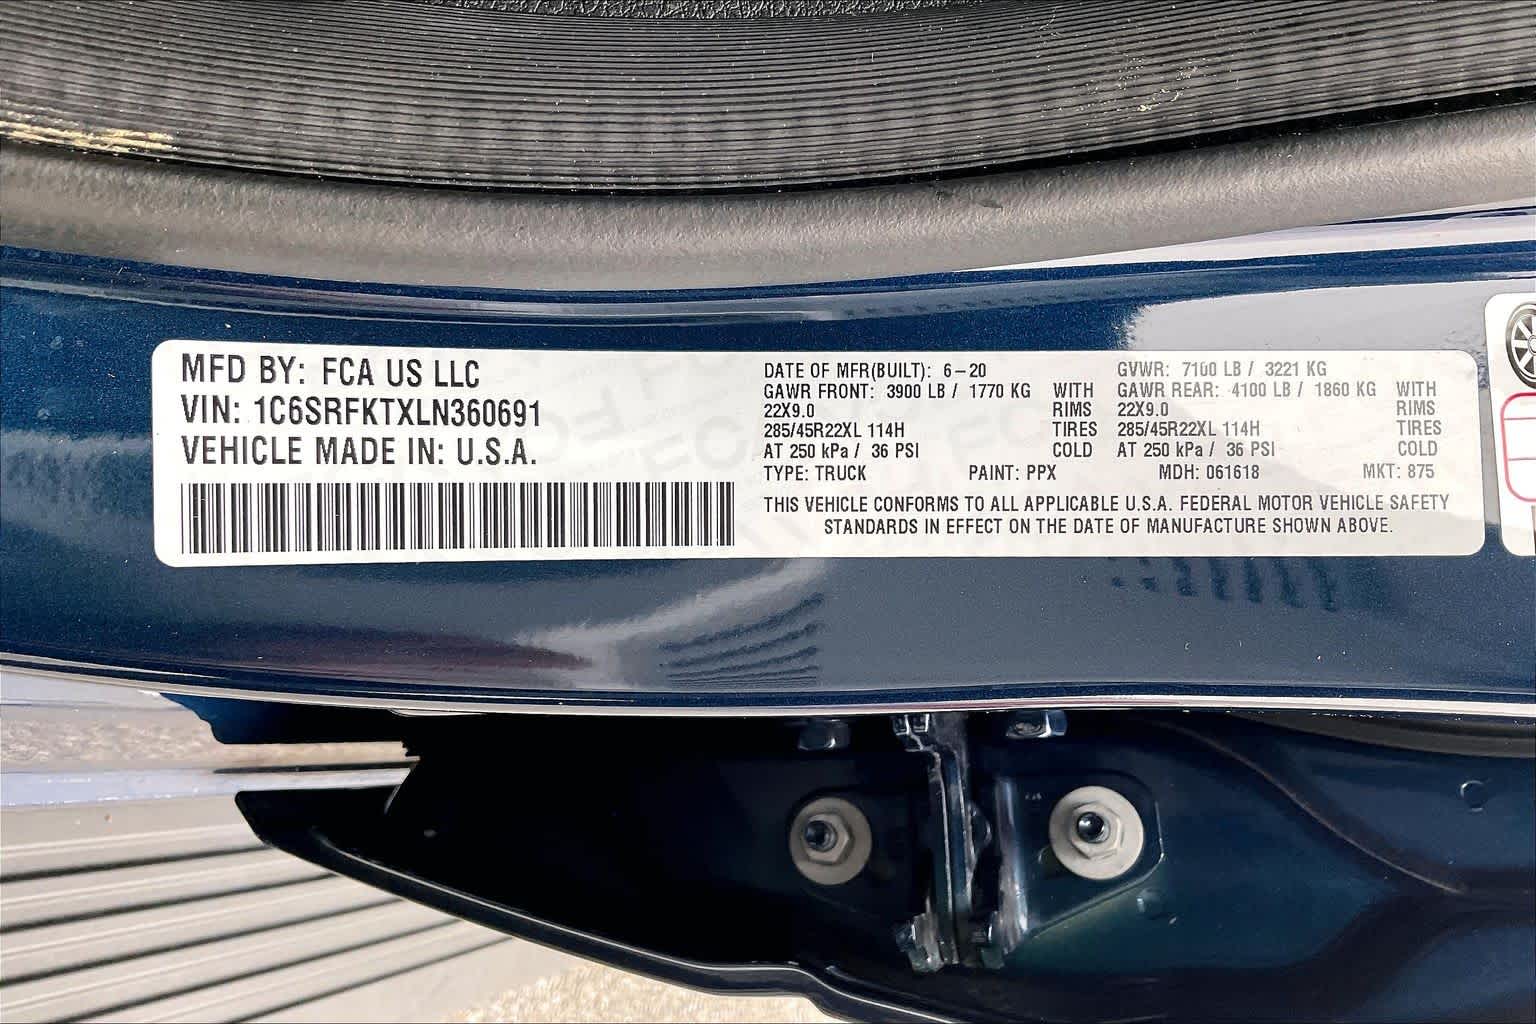 MFD BY: FCA US LLC
VIN: 1C6SRFKTXLN360691
VEHICLE MADE IN: U.S.A.
DATE OF MFR(BUILT): 6-20 GVWR: 7100 LB / 3221 KG
GAWR FRONT: 3900 LB / 1770 KG WITH GAWR REAR: 4100 LB / 1860 KG WITH
22X9.0 RIMS 22X9.0 RIMS
285/45R22XL 114H TIRES 285/45R22XL 114H TIRES
AT 250 kPa / 36 PSI COLD AT 250 kPa / 36 PSI COLD
TYPE: TRUCK PAINT: PPX MDH: 061618 MKT: 875
THIS VEHICLE CONFORMS TO ALL APPLICABLE U.S.A. FEDERAL MOTOR VEHICLE SAFETY
STANDARDS IN EFFECT ON THE DATE OF MANUFACTURE SHOWN ABOVE.